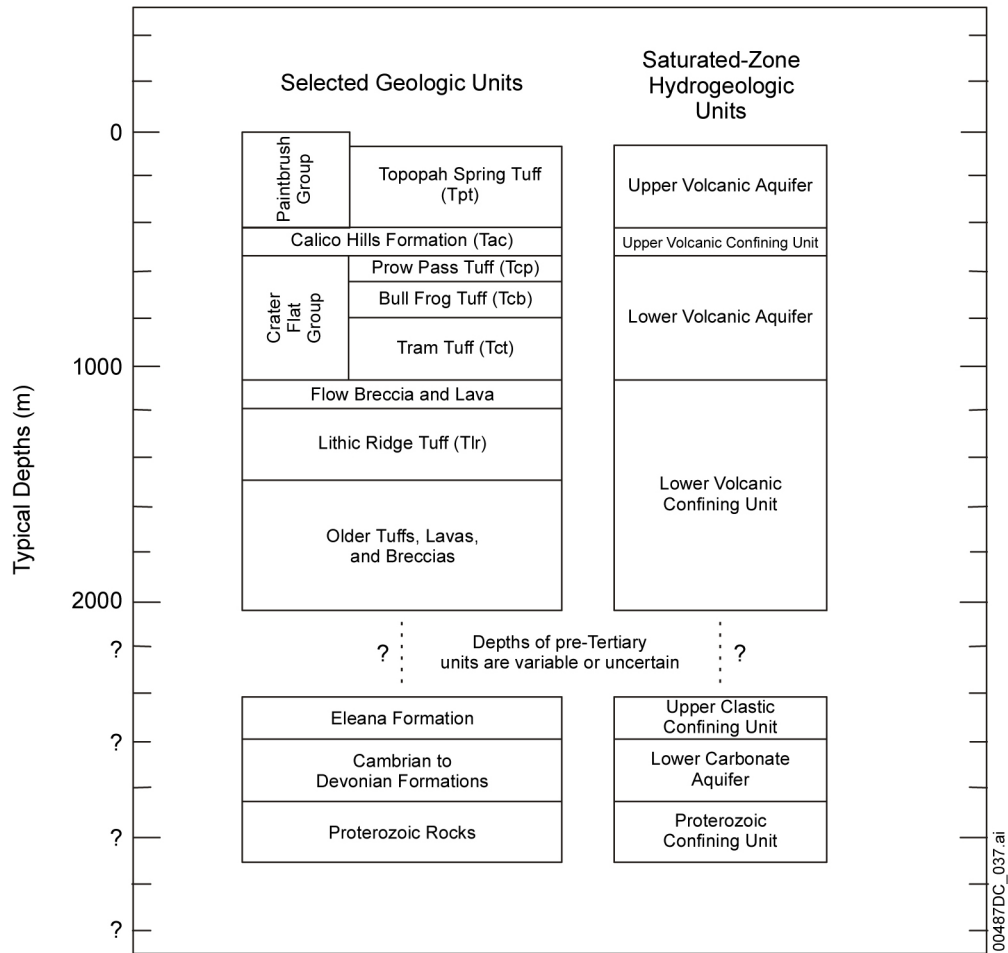 Selected Geologic Units
Saturated-Zone
Hydrogeologic
Units
Typical Depths (m)
0
1000
2000
?
?
?
?
Paintbrush
Group
Topopah Spring Tuff
(Tpt)
Calico Hills Formation (Tac)
Crater
Flat
Group
Prow Pass Tuff (Tcp)
Bull Frog Tuff (Tcb)
Tram Tuff (Tct)
Flow Breccia and Lava
Lithic Ridge Tuff (Tlr)
Older Tuffs, Lavas,
and Breccias
Upper Volcanic Aquifer
Upper Volcanic Confining Unit
Lower Volcanic Aquifer
Lower Volcanic
Confining Unit
?
Depths of pre-Tertiary
units are variable or uncertain
?
Eleana Formation
Cambrian to
Devonian Formations
Proterozoic Rocks
Upper Clastic
Confining Unit
Lower Carbonate
Aquifer
Proterozoic
Confining Unit
00487DC_037.ai